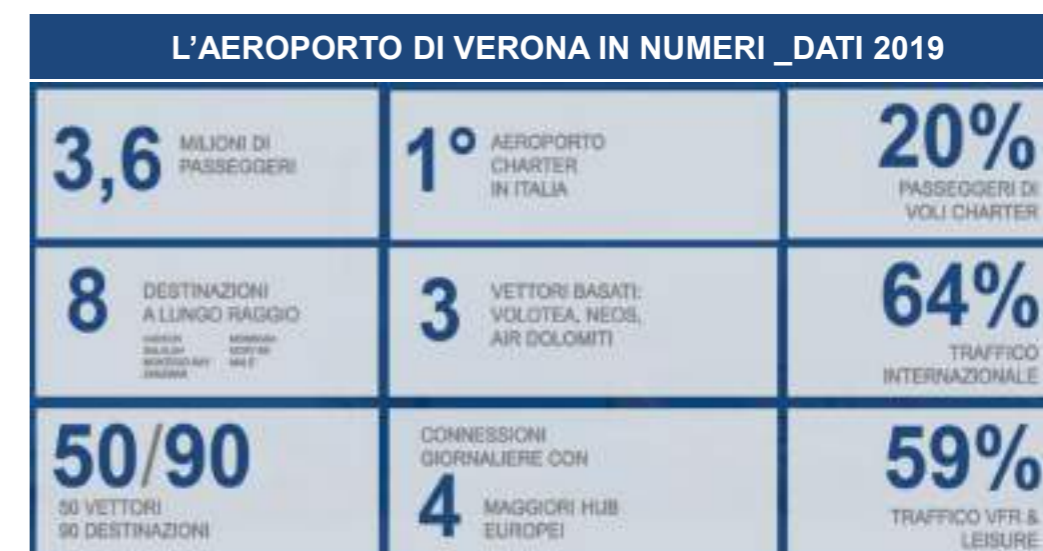 L'AEROPORTO DI VERONA IN NUMERI _DATI 2019
3,6 MILIONI DI
PASSEGGERI
1° AEROPORTO
CHARTER
IN ITALIA
20%
PASSEGGERI DI
VOLI CHARTER
8 DESTINAZIONI
A LUNGO RAGGIO
3 VETTORI BASATI:
VOLOTEA, NEOS,
AIR DOLOMITI
64%
TRAFFICO
INTERNAZIONALE
50/90
50 VETTORI
90 DESTINAZIONI
CONNESSIONI
GIORNALIERE CON
4 MAGGIORI HUB
EUROPEI
59%
TRAFFICO VFR &
LEISURE